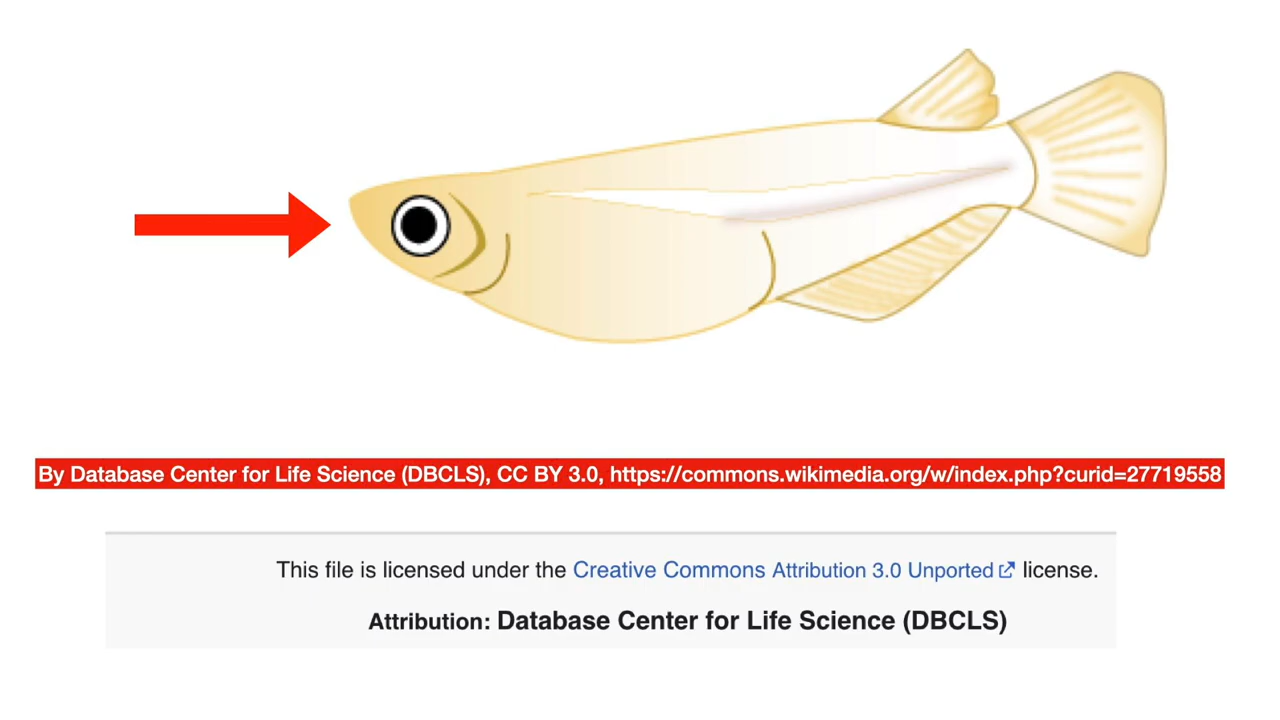 By Database Center for Life Science (DBCLS), CC BY 3.0, https://commons.wikimedia.org/w/index.php?curid=27719558
This file is licensed under the Creative Commons Attribution 3.0 Unported license.
Attribution: Database Center for Life Science (DBCLS)